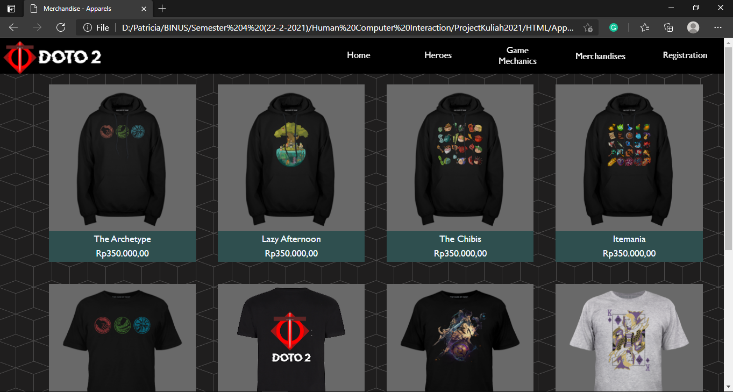 Merchandise - Apparels
File
D:/Patricia/BINUS/Semester%204%20(22-2-2021)/Human%20Computer%20Interaction/ProjectKuliah2021/HTML/App...
DOTO 2
Home
Heroes
Game
Mechanics
Merchandises
Registration
The Archetype
Rp350.000,00
Lazy Afternoon
Rp350.000,00
The Chibis
Rp350.000,00
Itemania
Rp350.000,00
DOTO 2
K